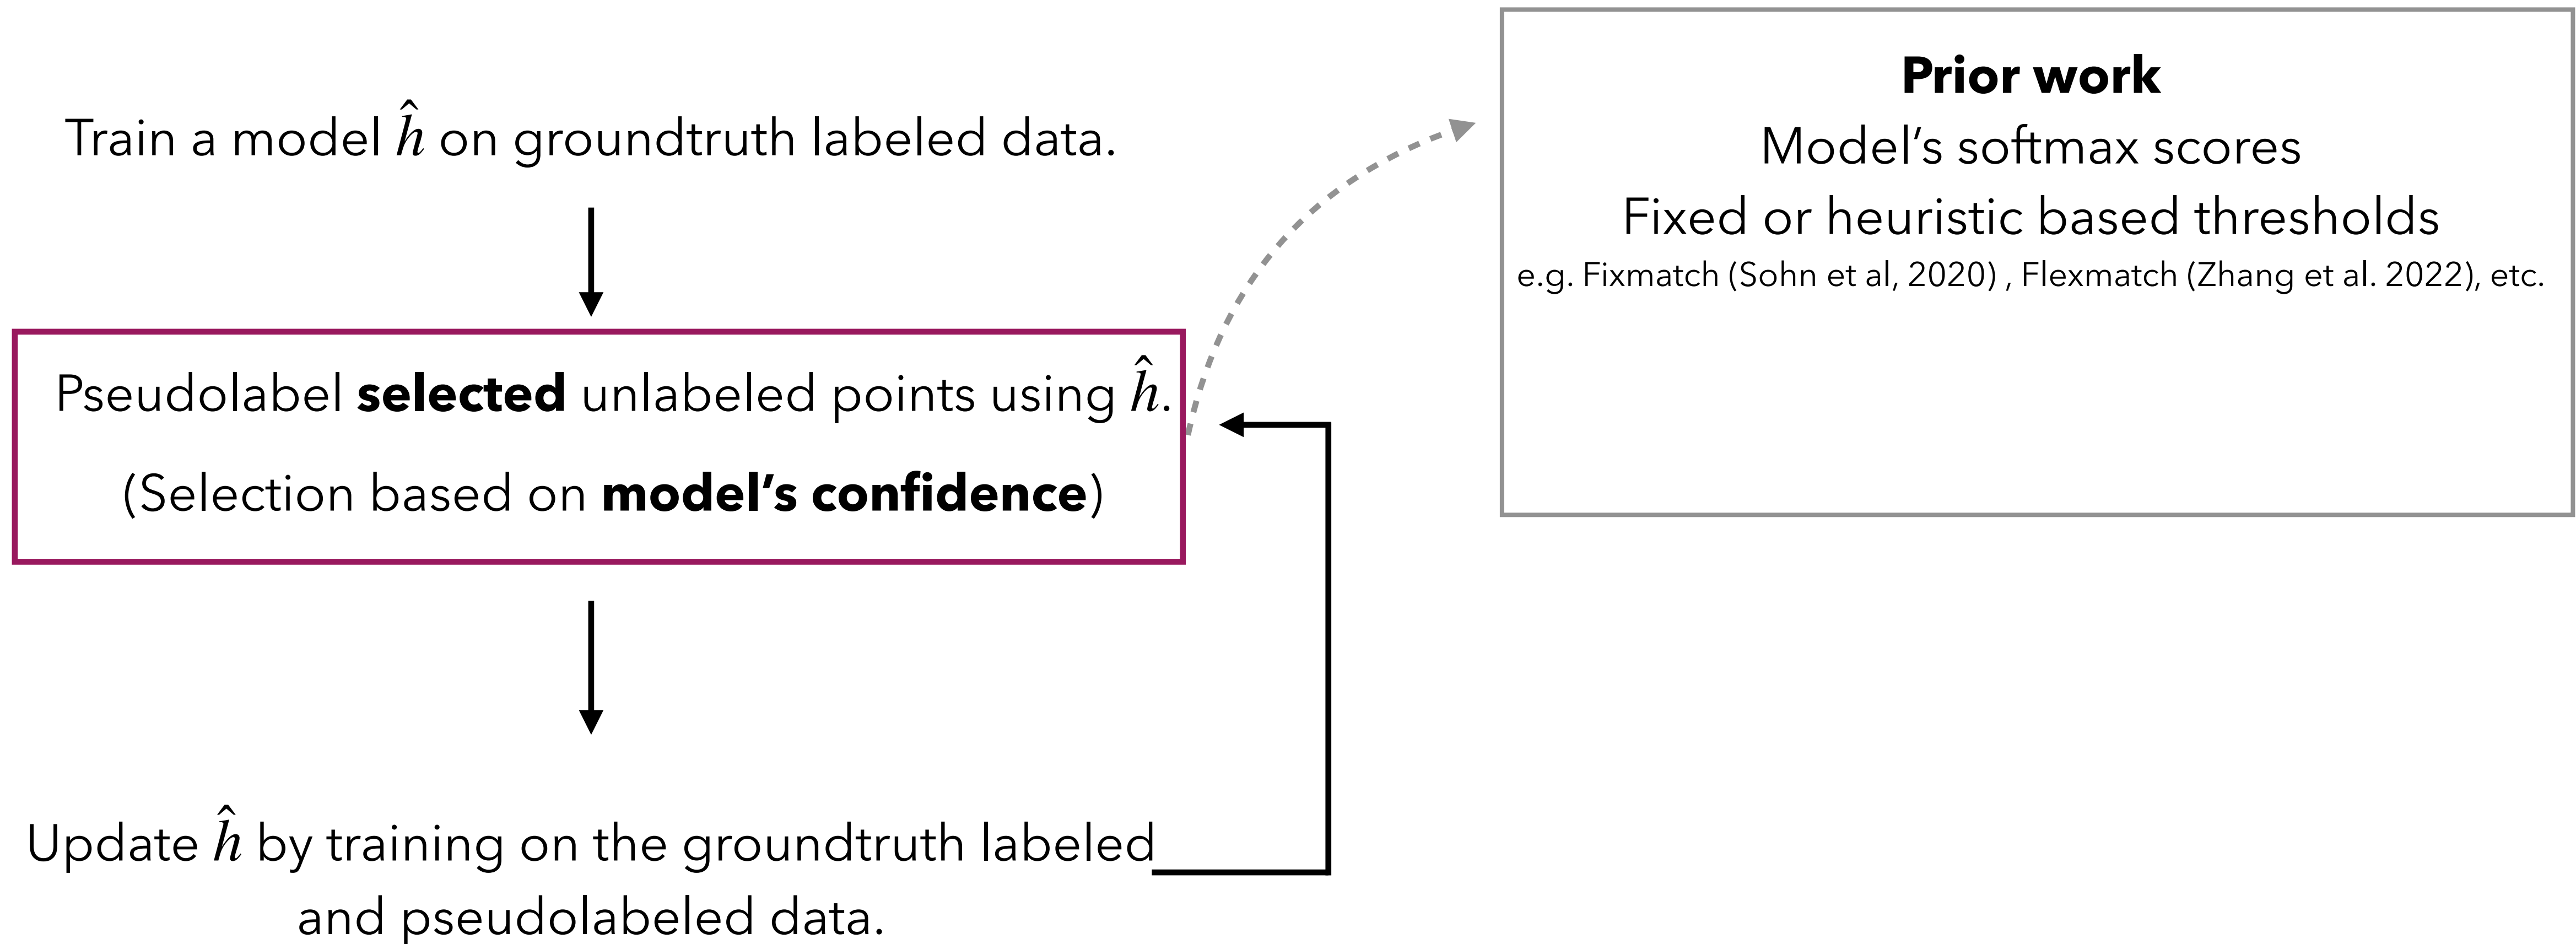 Train a model ĥ on groundtruth labeled data.
Pseudolabel selected unlabeled points using ĥ.
(Selection based on model’s confidence)
Update ĥ by training on the groundtruth labeled
and pseudolabeled data.
Prior work
Model’s softmax scores
Fixed or heuristic based thresholds
e.g. Fixmatch (Sohn et al, 2020) , Flexmatch (Zhang et al. 2022), etc.